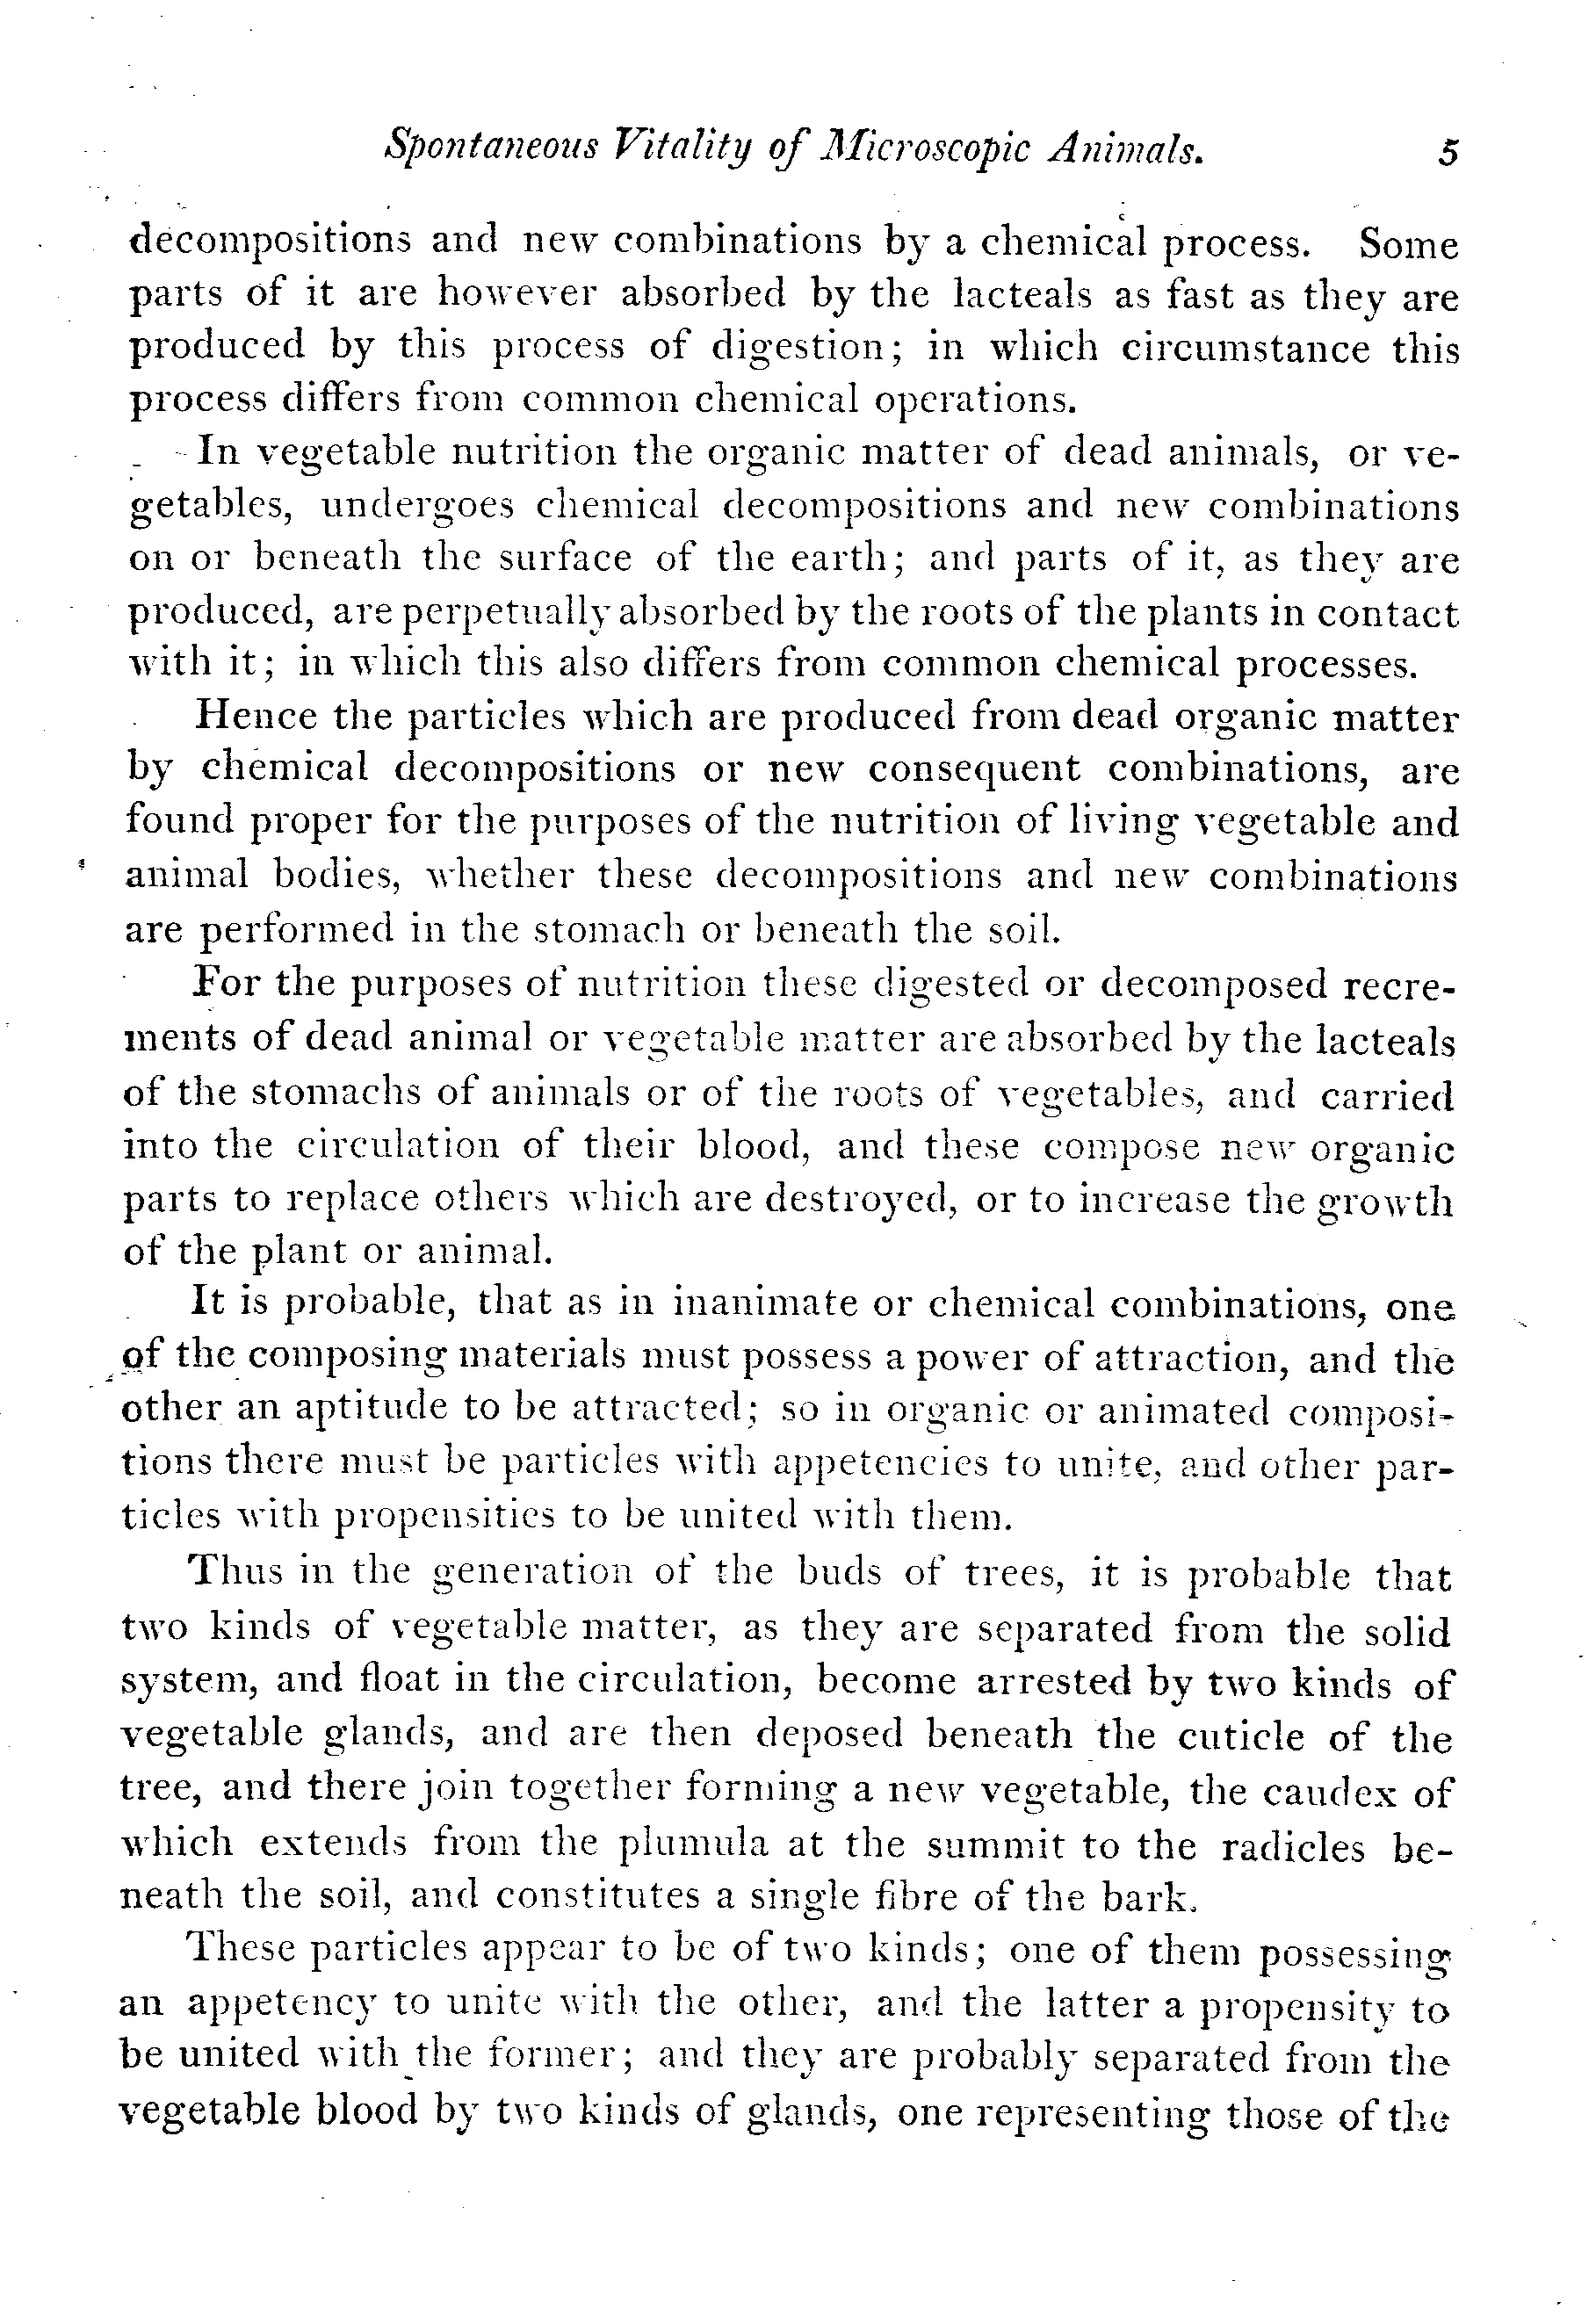 Spontaneous Vitality of Microscopic Animals. 5
decompositions and new combinations by a chemical process. Some
parts of it are however absorbed by the lacteals as fast as they are
produced by this process of digestion; in which circumstance this
process differs from common chemical operations.
In vegetable nutrition the organic matter of dead animals, or ve-
getables, undergoes chemical decompositions and new combinations
on or beneath the surface of the earth; and parts of it, as they are
produced, are perpetually absorbed by the roots of the plants in contact
with it; in which this also differs from common chemical processes.
Hence the particles which are produced from dead organic matter
by chemical decompositions or new consequent combinations, are
found proper for the purposes of the nutrition of living vegetable and
animal bodies, whether these decompositions and new combinations
are performed in the stomach or beneath the soil.
For the purposes of nutrition these digested or decomposed recre-
ments of dead animal or vegetable matter are absorbed by the lacteals
of the stomachs of animals or of the roots of vegetables, and carried
into the circulation of their blood, and these compose new organic
parts to replace others which are destroyed, or to increase the growth
of the plant or animal.
It is probable, that as in inanimate or chemical combinations, one
of the composing materials must possess a power of attraction, and the
other an aptitude to be attracted; so in organic or animated composi-
tions there must be particles with appetencies to unite, and other par-
ticles with propensities to be united with them.
Thus in the generation of the buds of trees, it is probable that
two kinds of vegetable matter, as they are separated from the solid
system, and float in the circulation, become arrested by two kinds of
vegetable glands, and are then deposed beneath the cuticle of the
tree, and there join together forming a new vegetable, the caudex of
which extends from the plumula at the summit to the radicles be-
neath the soil, and constitutes a single fibre of the bark.
These particles appear to be of two kinds; one of them possessing
an appetency to unite with the other, and the latter a propensity to
be united with the former; and they are probably separated from the
vegetable blood by two kinds of glands, one representing those of the